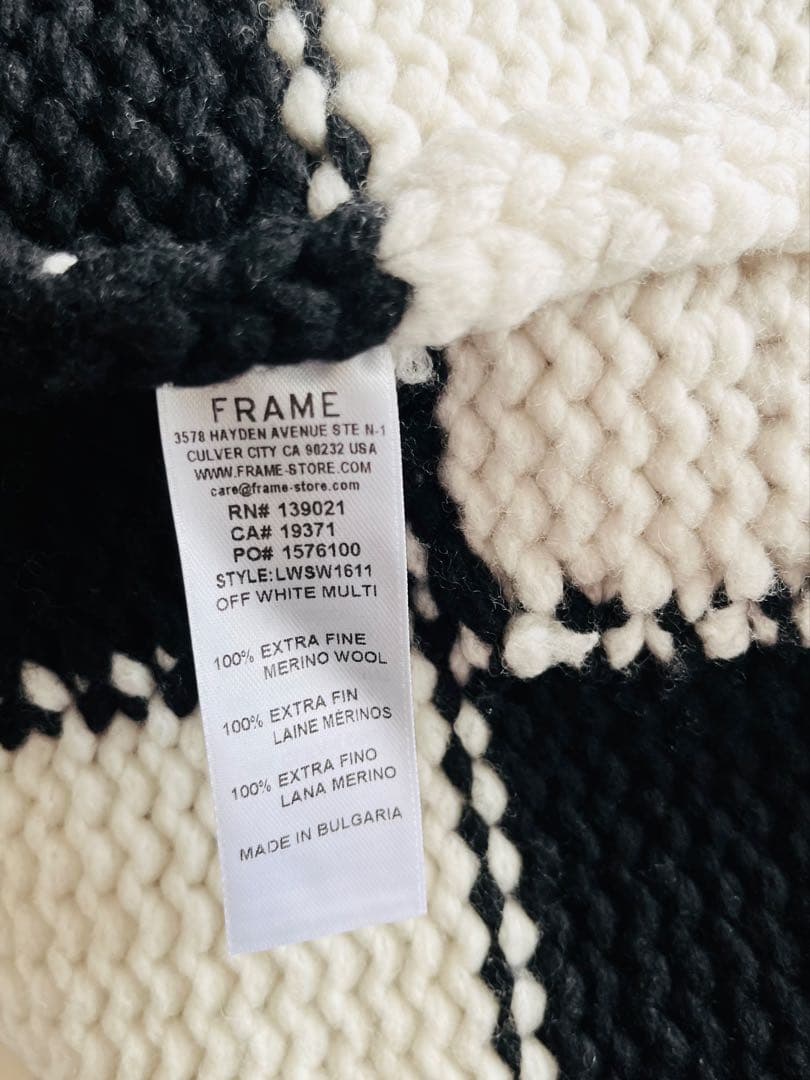 FRAME
3578 HAYDEN AVENUE STE N-1
CULVER CITY CA 90232 USA
WWW.FRAME-STORE.COM
care@frame-store.com
RN# 139021
CA# 19371
PO# 1576100
STYLE:LWSW1611
OFF WHITE MULTI
100% EXTRA FINE
MERINO WOOL
100% EXTRA FIN
LAINE MÉRINOS
100% EXTRA FINO
LANA MERINO
MADE IN BULGARIA